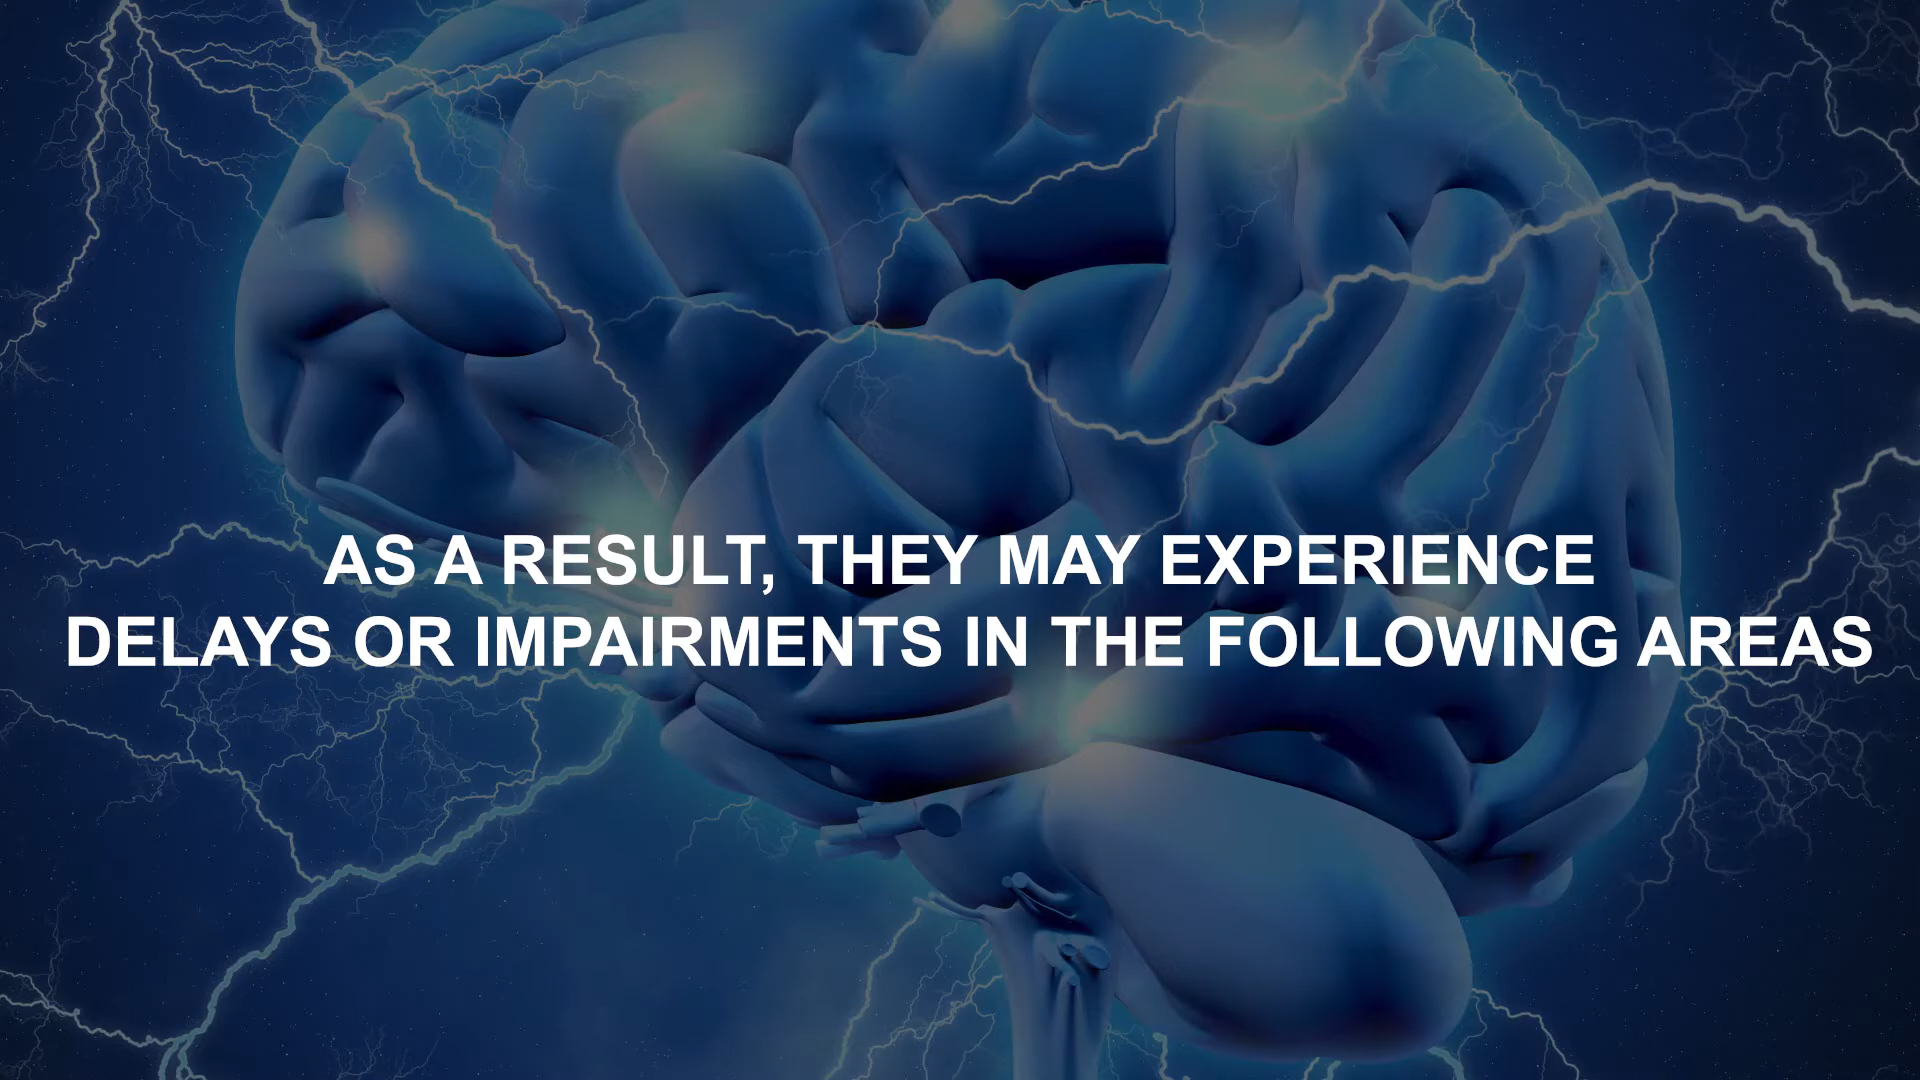 AS A RESULT, THEY MAY EXPERIENCE
DELAYS OR IMPAIRMENTS IN THE FOLLOWING AREAS